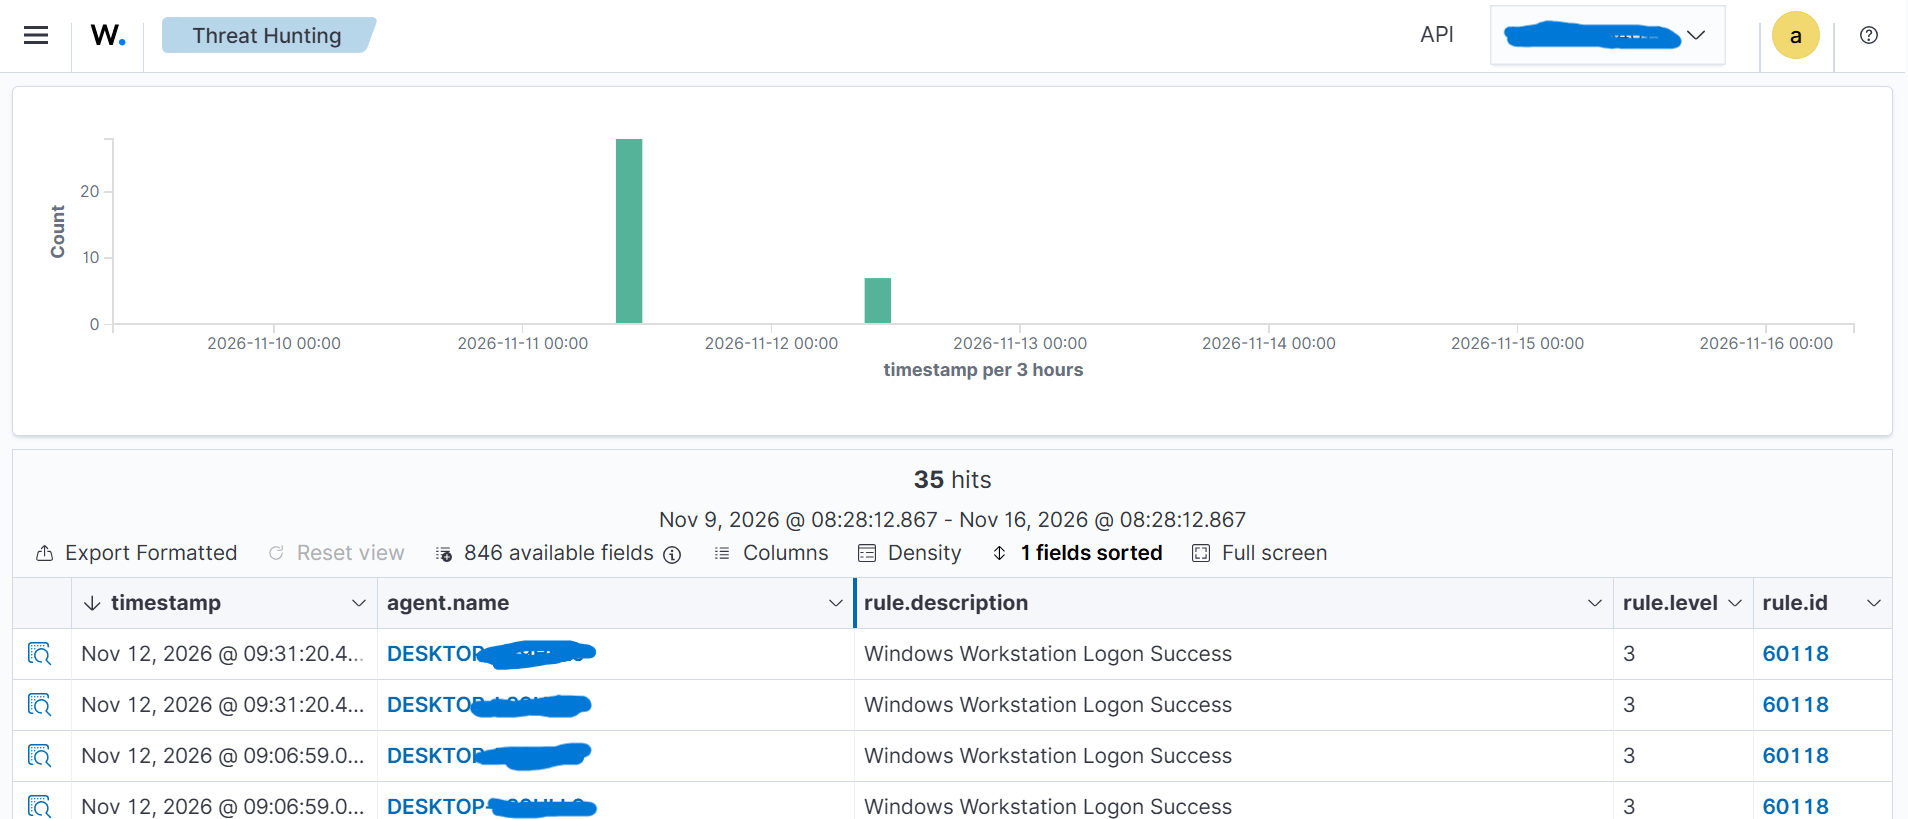 W. Threat Hunting API a
Count
20
10
0
2026-11-10 00:00 2026-11-11 00:00 2026-11-12 00:00 2026-11-13 00:00 2026-11-14 00:00 2026-11-15 00:00 2026-11-16 00:00
timestamp per 3 hours
35 hits
Nov 9, 2026 @ 08:28:12.867 - Nov 16, 2026 @ 08:28:12.867
Export Formatted Reset view 846 available fields Columns Density 1 fields sorted Full screen
timestamp agent.name rule.description rule.level rule.id
Nov 12, 2026 @ 09:31:20.4... DESKTOP Windows Workstation Logon Success 3 60118
Nov 12, 2026 @ 09:31:20.4... DESKTO Windows Workstation Logon Success 3 60118
Nov 12, 2026 @ 09:06:59.0... DESKTOP Windows Workstation Logon Success 3 60118
Nov 12, 2026 @ 09:06:59.0... DESKTOP- Windows Workstation Logon Success 3 60118